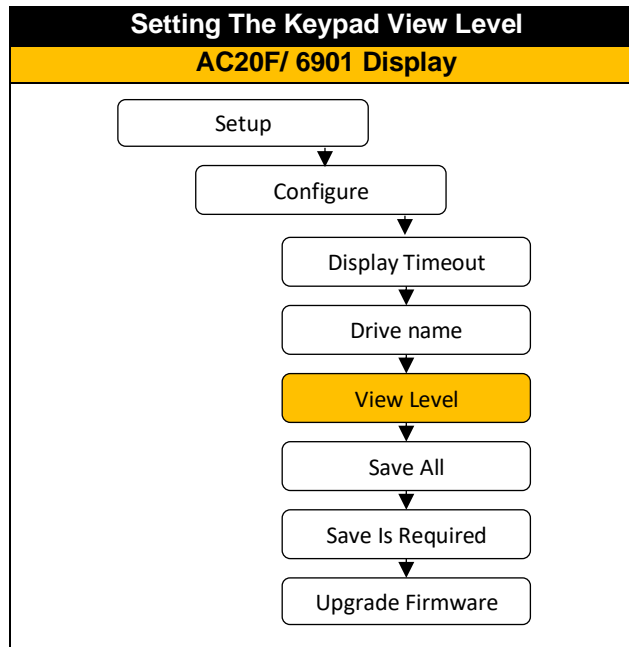 Setting The Keypad View Level
AC20F/ 6901 Display
Setup
Configure
Display Timeout
Drive name
View Level
Save All
Save Is Required
Upgrade Firmware